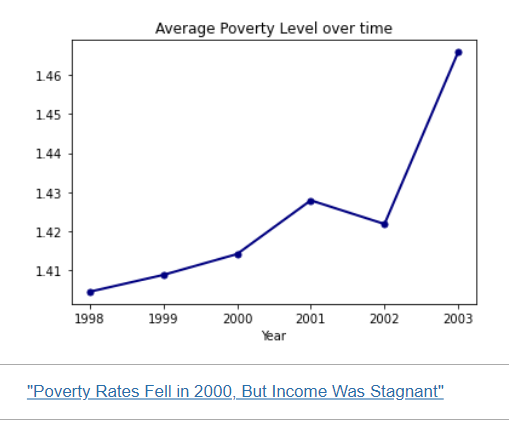 Average Poverty Level over time
1.46
1.45
1.44
1.43
1.42
1.41
1998 1999 2000 2001 2002 2003
Year
"Poverty Rates Fell in 2000, But Income Was Stagnant"